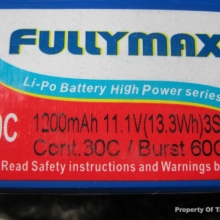 FULLYMAX
Li-Po Battery High Power series
0C
1200mAh 11.1V(13.3Wh)3S
Cont.30C / Burst 60C
Read Safety instructions and Warnings b
Property Of T